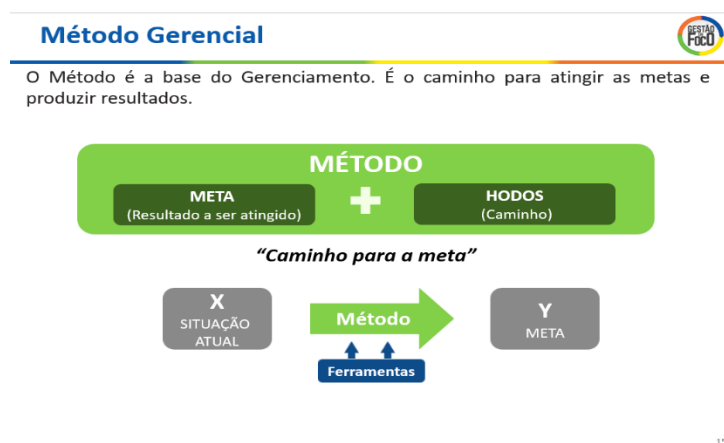 Método Gerencial
GESTÃO
FOCO
O Método é a base do Gerenciamento. É o caminho para atingir as metas e
produzir resultados.
MÉTODO
META
(Resultado a ser atingido)
HODOS
(Caminho)
“Caminho para a meta”
X
SITUAÇÃO
ATUAL
Método
Y
META
Ferramentas